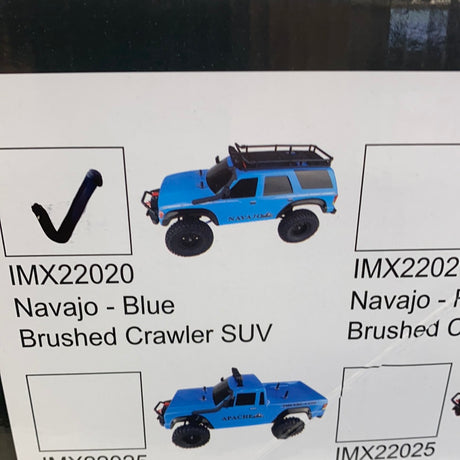 NAVAJO
IMX22020
Navajo - Blue
Brushed Crawler SUV
IMX2202
Navajo -
Brushed C
APACHE
IMX22025